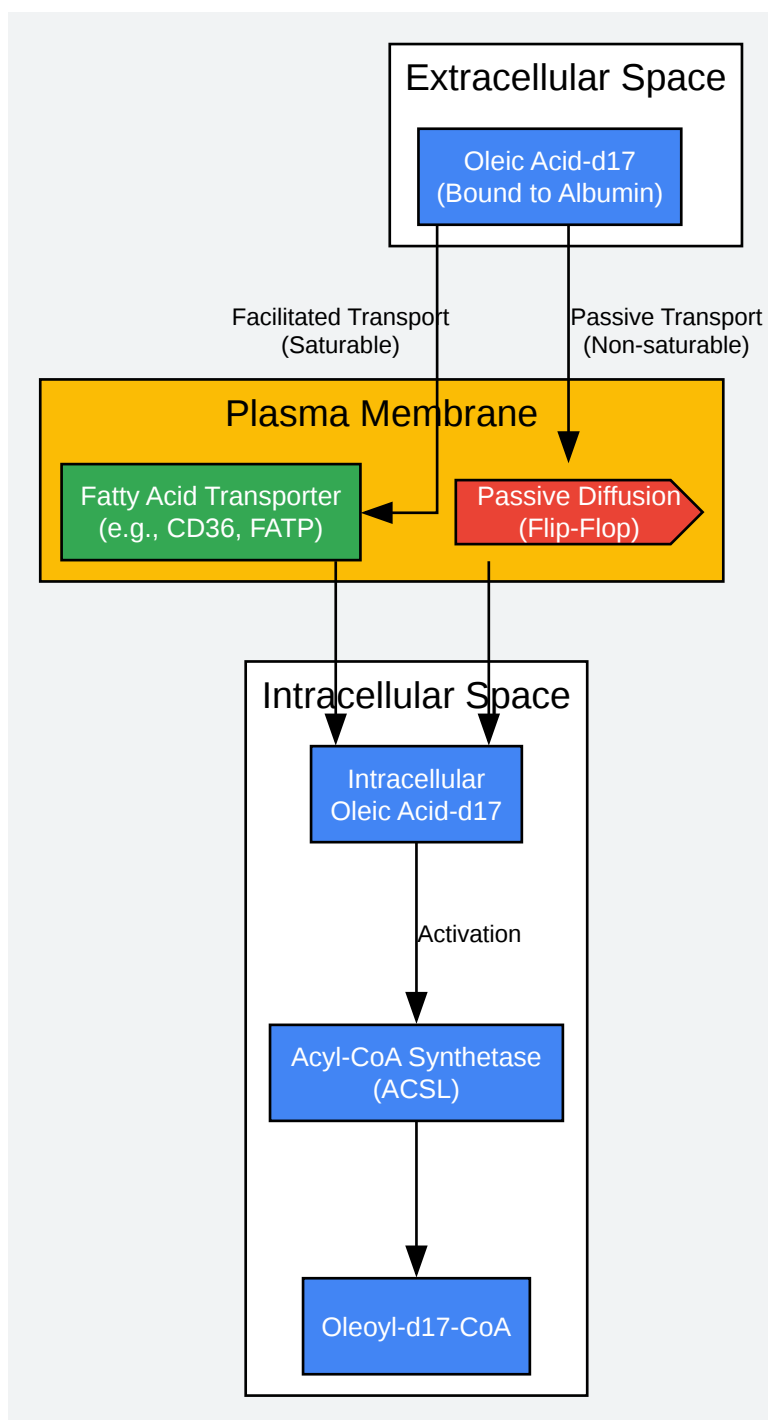 Extracellular Space
Oleic Acid-d17
(Bound to Albumin)
Facilitated Transport
(Saturable)
Passive Transport
(Non-saturable)
Plasma Membrane
Fatty Acid Transporter
(e.g., CD36, FATP)
Passive Diffusion
(Flip-Flop)
Intracellular Space
Intracellular
Oleic Acid-d17
Activation
Acyl-CoA Synthetase
(ACSL)
Oleoyl-d17-CoA